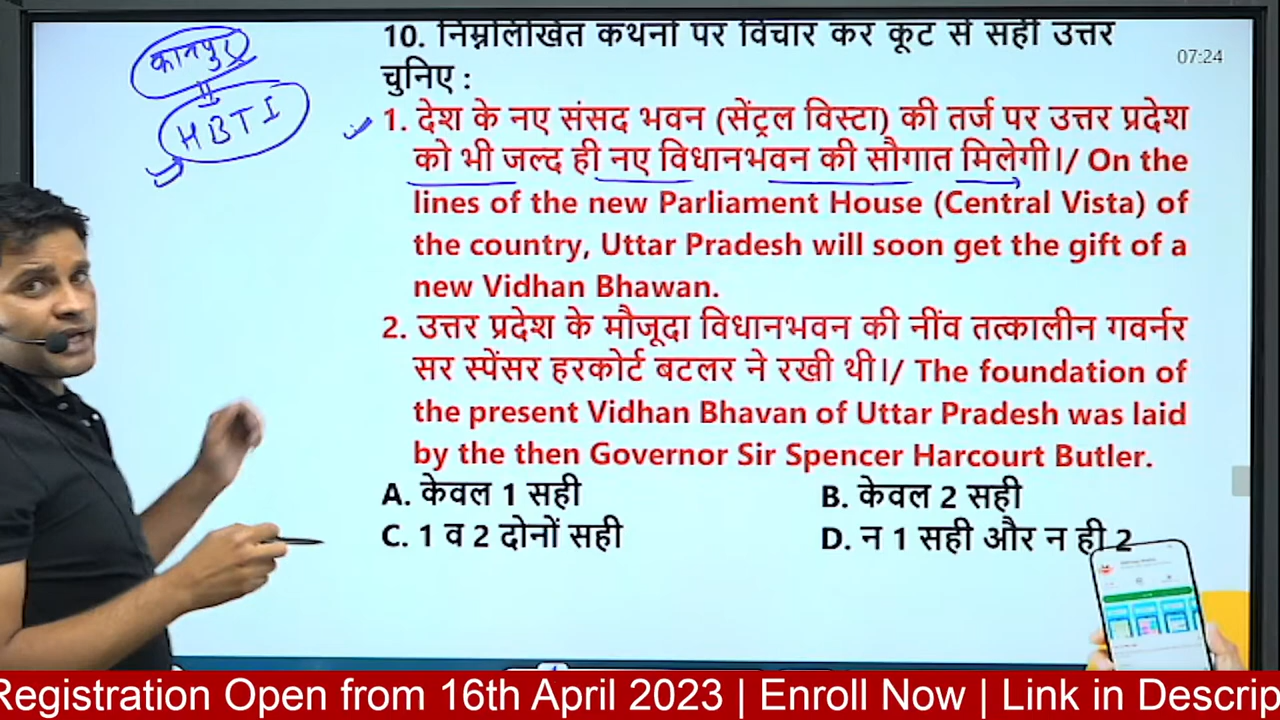 कानपुर
HBTI
10. निम्नलिखित कथनों पर विचार कर कूट से सही उत्तर
चुनिए :
07:24
1. देश के नए संसद भवन (सेंट्रल विस्टा) की तर्ज पर उत्तर प्रदेश
को भी जल्द ही नए विधानभवन की सौगात मिलेगी।/ On the
lines of the new Parliament House (Central Vista) of
the country, Uttar Pradesh will soon get the gift of a
new Vidhan Bhawan.
2. उत्तर प्रदेश के मौजूदा विधानभवन की नींव तत्कालीन गवर्नर
सर स्पेंसर हरकोर्ट बटलर ने रखी थी।/ The foundation of
the present Vidhan Bhavan of Uttar Pradesh was laid
by the then Governor Sir Spencer Harcourt Butler.
A. केवल 1 सही
B. केवल 2 सही
C. 1 व 2 दोनों सही
D. न 1 सही और न ही 2
Registration Open from 16th April 2023 | Enroll Now | Link in Descrip